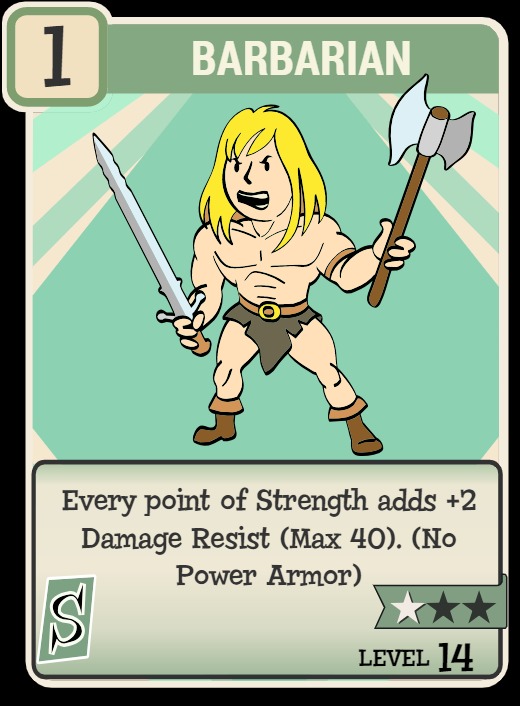 1
BARBARIAN
Every point of Strength adds +2
Damage Resist (Max 40). (No
Power Armor)
S
LEVEL 14